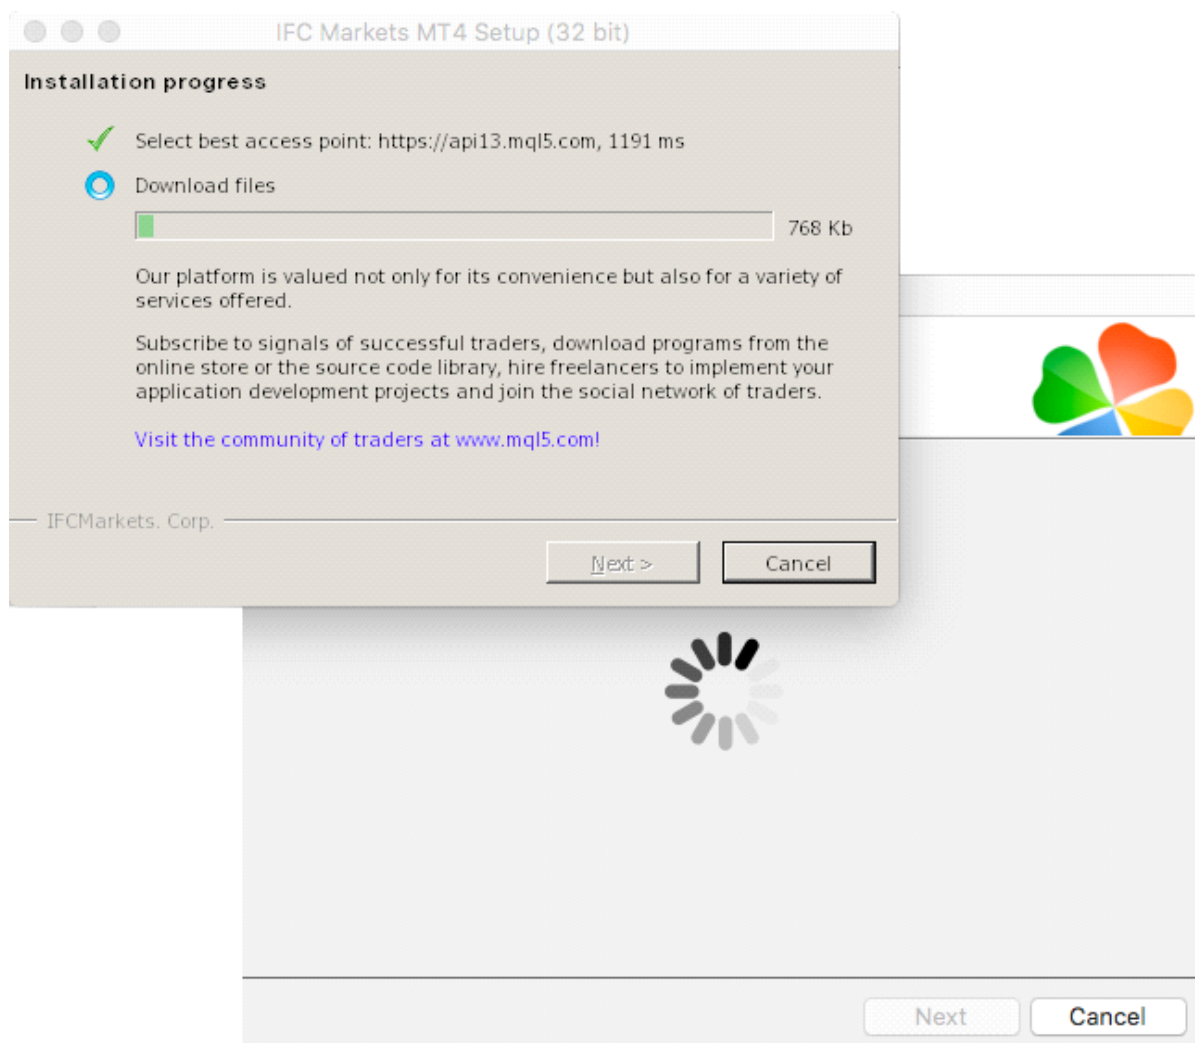 IFC Markets MT4 Setup (32 bit)
Installation progress
Select best access point: https://api13.mql5.com, 1191 ms
Download files
768 Kb
Our platform is valued not only for its convenience but also for a variety of
services offered.
Subscribe to signals of successful traders, download programs from the
online store or the source code library, hire freelancers to implement your
application development projects and join the social network of traders.
Visit the community of traders at www.mql5.com!
IFCMarkets. Corp.
Next >
Cancel
Next
Cancel